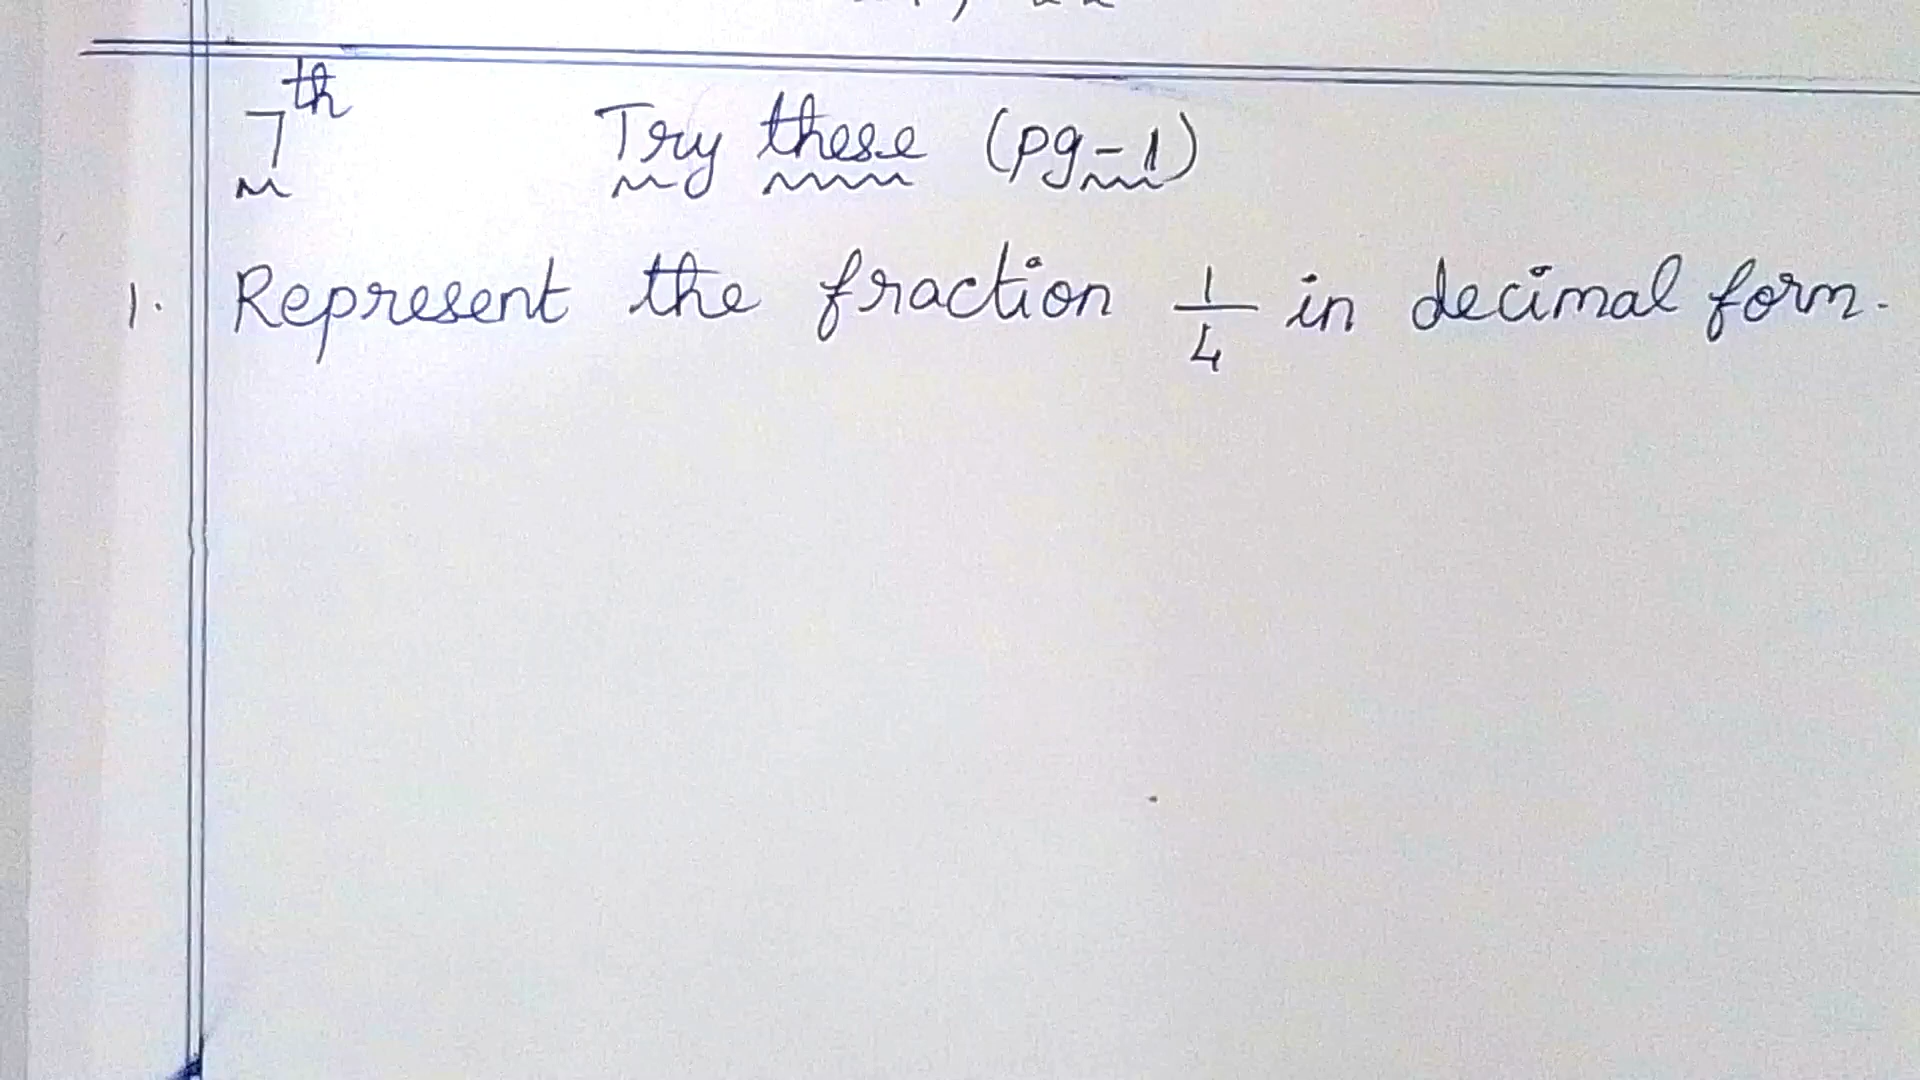 7th Try these (pg-1)
1. Represent the fraction 1/4 in decimal form.